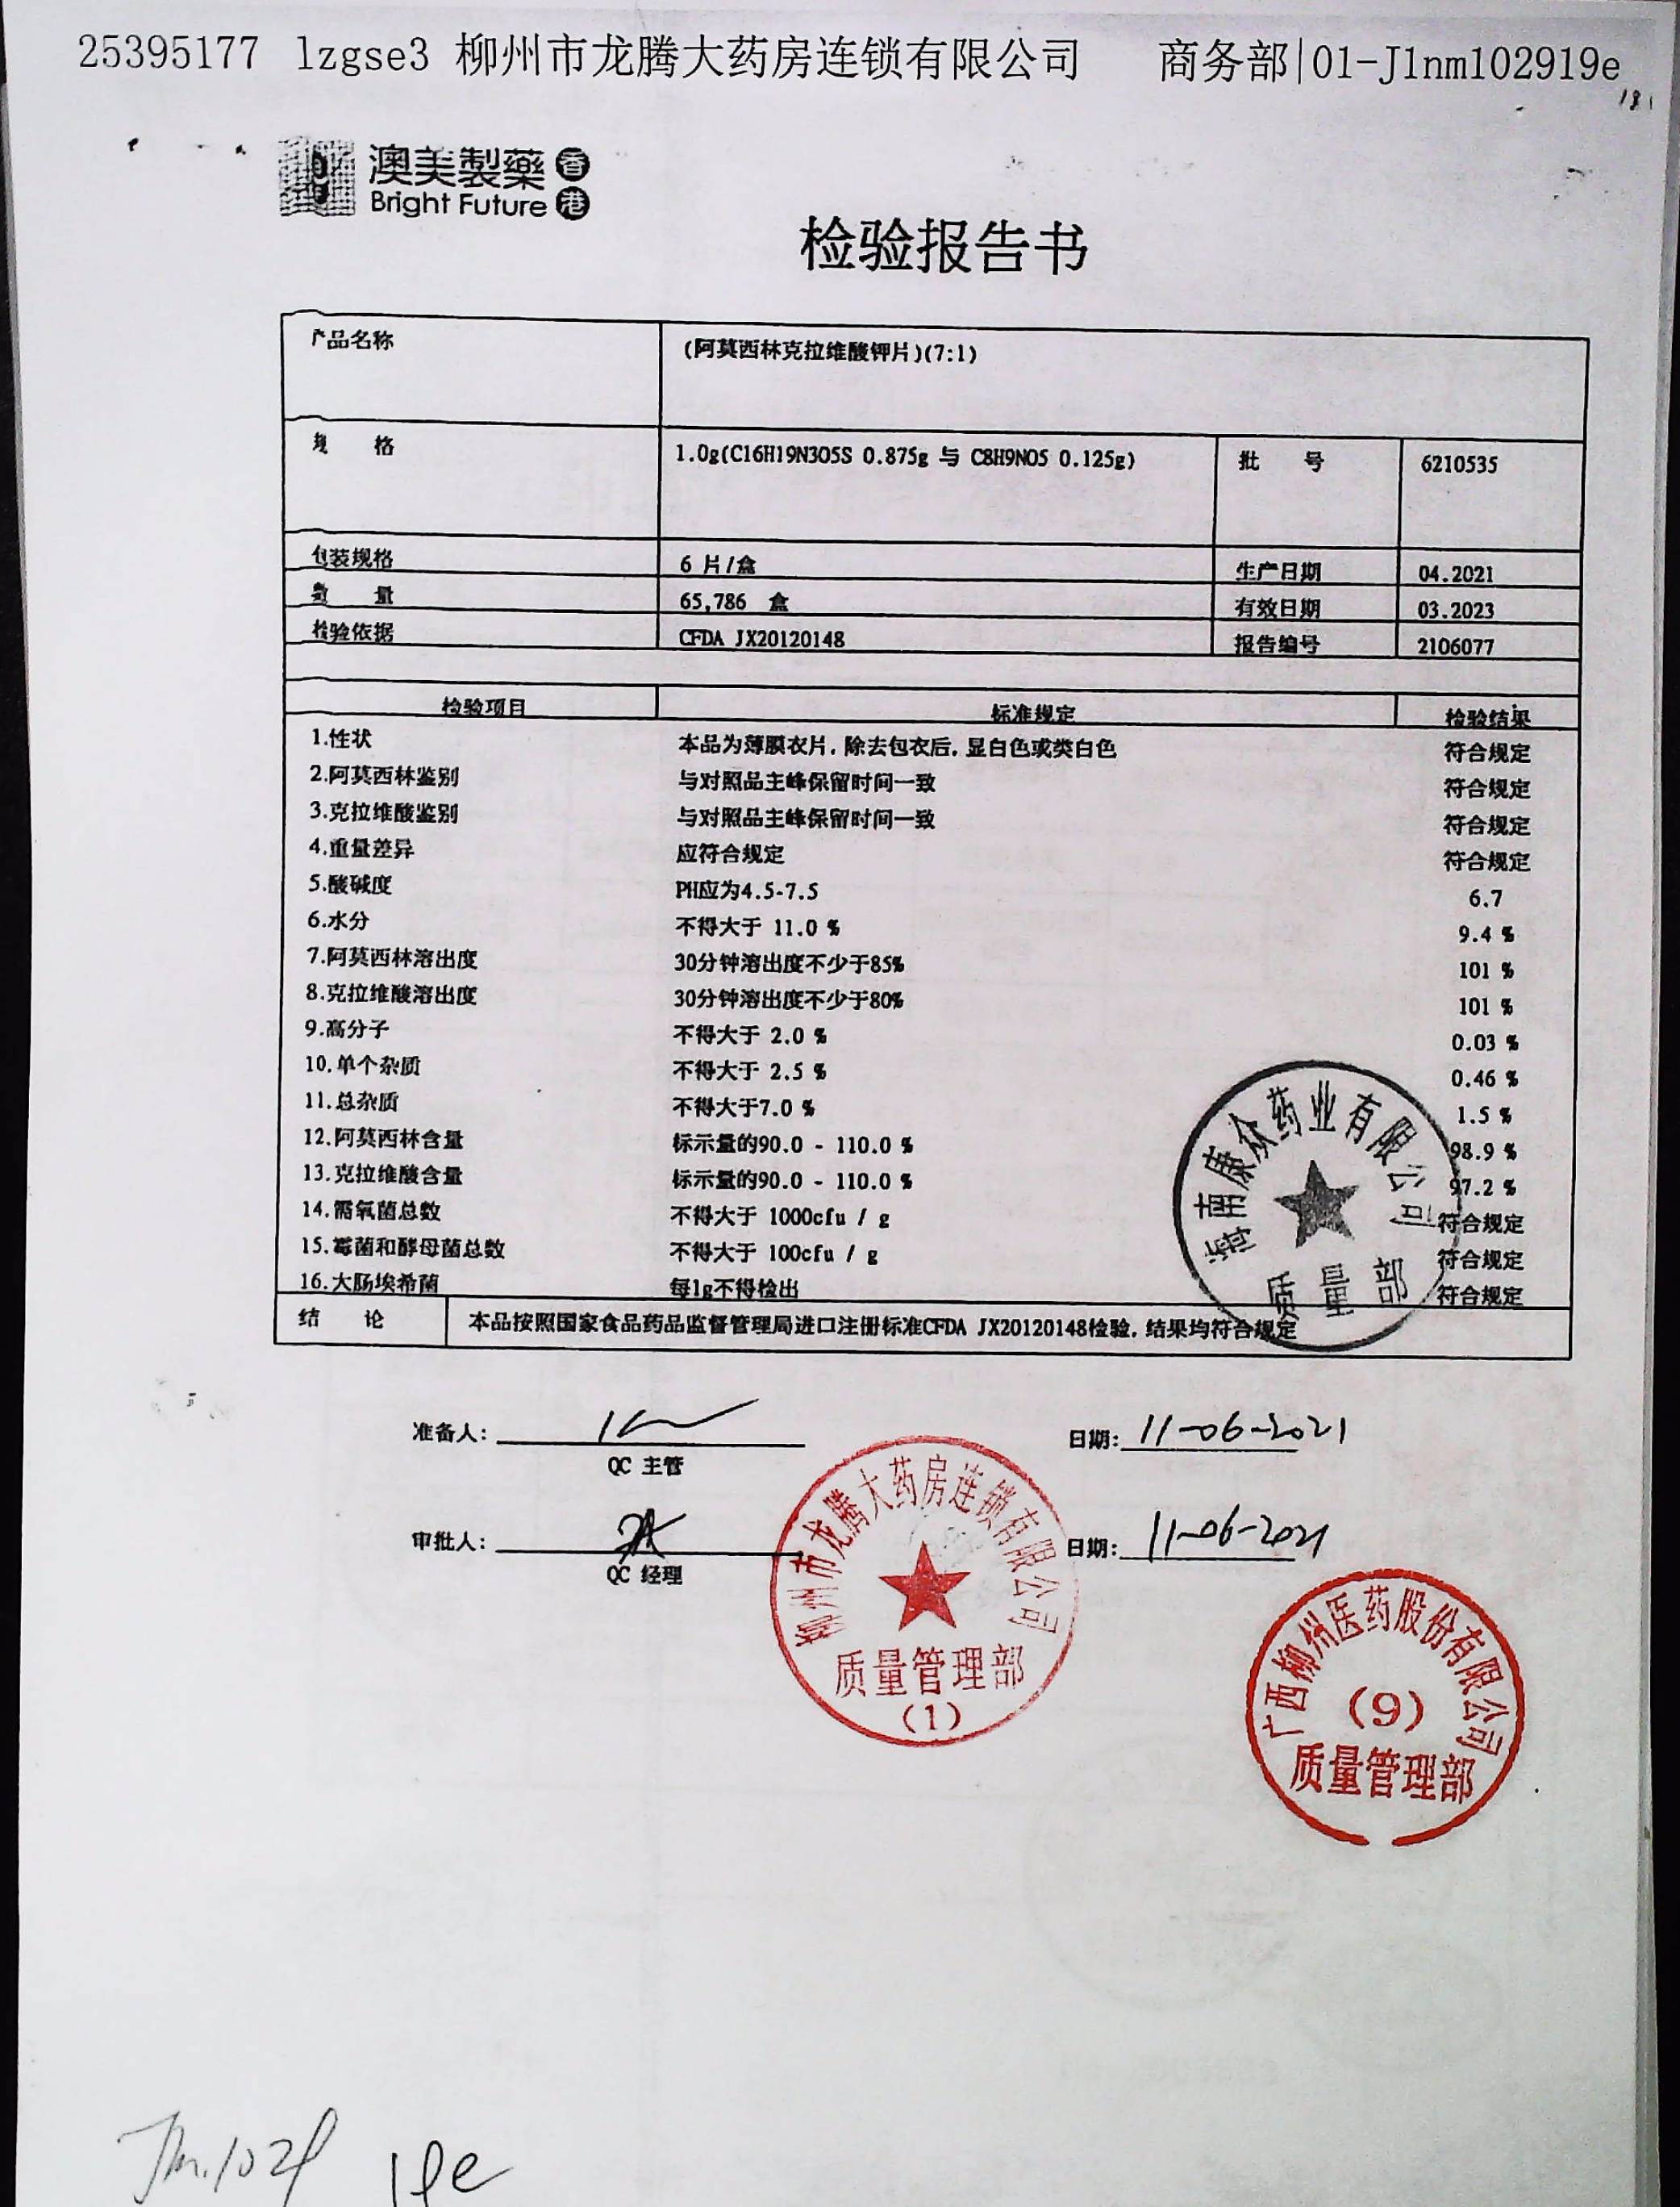 25395177 lzgse3 柳州市龙腾大药房连锁有限公司 商务部|01-J1nm102919e
181
澳美製藥 香
Bright Future 港
检验报告书
产品名称 (阿莫西林克拉维酸钾片)(7:1)
规 格 1.0g(C16H19N3O5S 0.875g 与 C8H9NO5 0.125g) 批 号 6210535
包装规格 6 片/盒 生产日期 04.2021
数 量 65,786 盒 有效日期 03.2023
检验依据 CFDA JX20120148 报告编号 2106077
检验项目 标准规定 检验结果
1.性状 本品为薄膜衣片,除去包衣后,显白色或类白色 符合规定
2.阿莫西林鉴别 与对照品主峰保留时间一致 符合规定
3.克拉维酸鉴别 与对照品主峰保留时间一致 符合规定
4.重量差异 应符合规定 符合规定
5.酸碱度 PH应为4.5-7.5 6.7
6.水分 不得大于 11.0 % 9.4 %
7.阿莫西林溶出度 30分钟溶出度不少于85% 101 %
8.克拉维酸溶出度 30分钟溶出度不少于80% 101 %
9.高分子 不得大于 2.0 % 0.03 %
10.单个杂质 不得大于 2.5 % 0.46 %
11.总杂质 不得大于7.0 % 1.5 %
12.阿莫西林含量 标示量的90.0 - 110.0 % 98.9 %
13.克拉维酸含量 标示量的90.0 - 110.0 % 97.2 %
14.需氧菌总数 不得大于 1000cfu / g 符合规定
15.霉菌和酵母菌总数 不得大于 100cfu / g 符合规定
16.大肠埃希菌 每1g不得检出 符合规定
结 论 本品按照国家食品药品监督管理局进口注册标准CFDA JX20120148检验,结果均符合规定
海南康众药业有限公司
质量部
准备人: 日期: 11-06-2021
QC 主管
审批人: 日期: 11-06-2021
QC 经理
柳州市龙腾大药房连锁有限公司
质量管理部
(1)
广西柳州医药股份有限公司
(9)
质量管理部